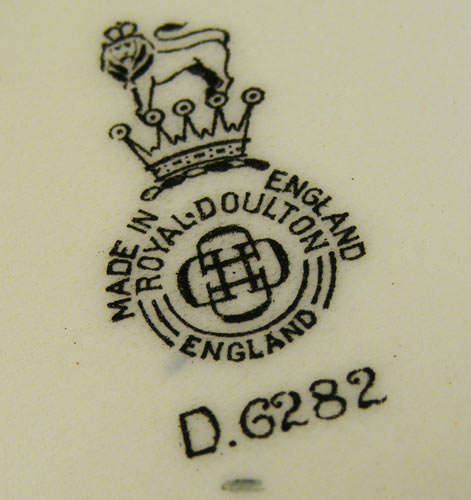 MADE IN ENGLAND
ROYAL·DOULTON
ENGLAND
D.6282